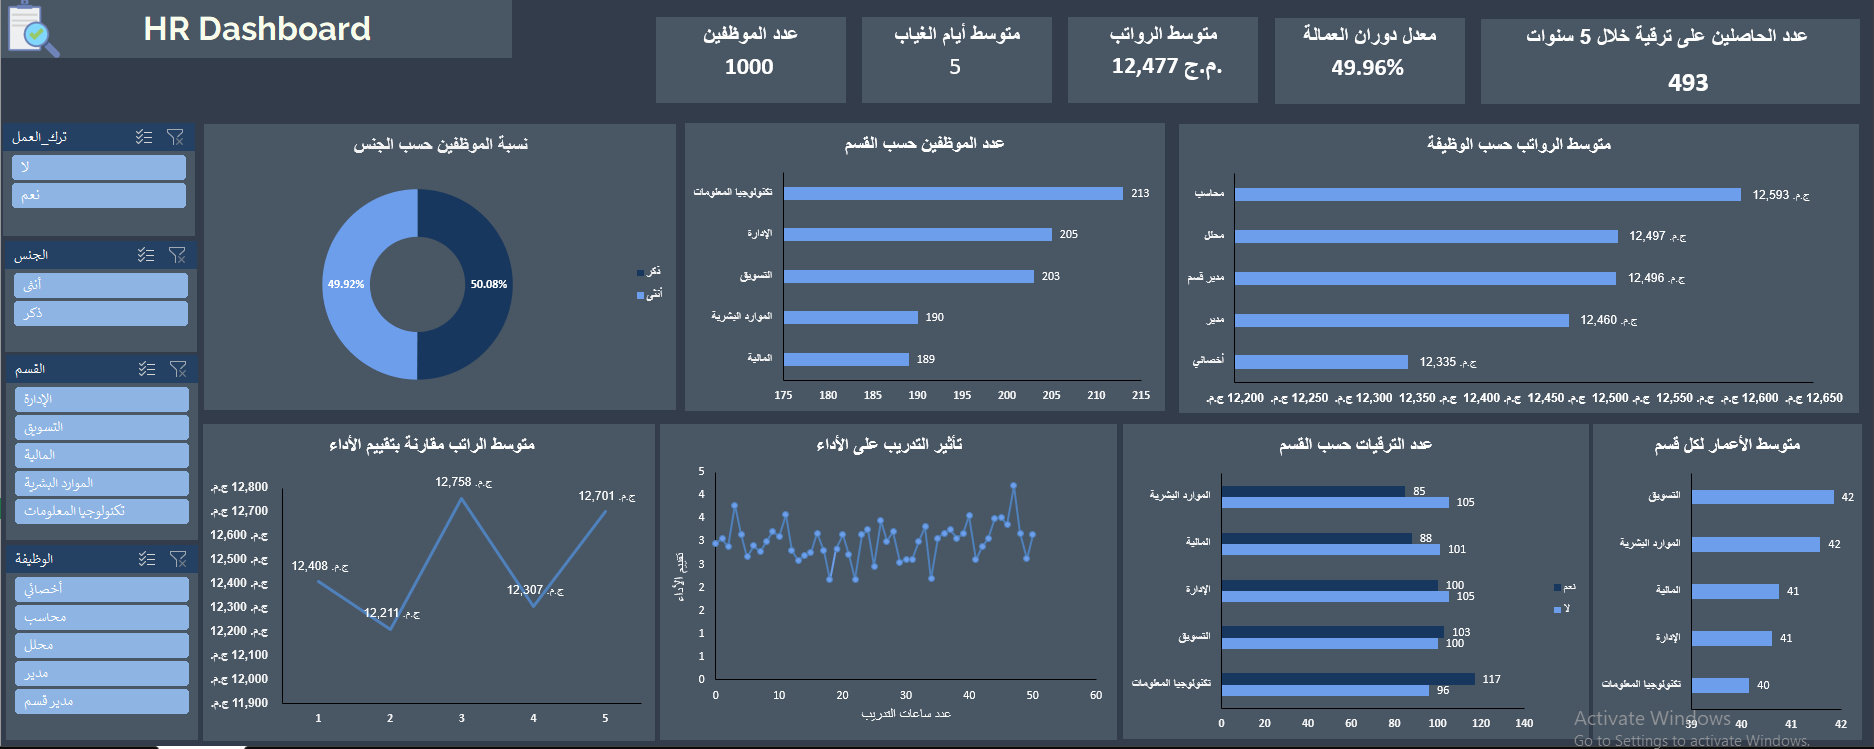 HR Dashboard
عدد الموظفين
1000
متوسط أيام الغياب
5
متوسط الرواتب
12,477 م.ج.
معدل دوران العمالة
49.96%
عدد الحاصلين على ترقية خلال 5 سنوات
493
ترك_العمل
لا
نعم
الجنس
أنثى
ذكر
القسم
الإدارة
التسويق
المالية
الموارد البشرية
تكنولوجيا المعلومات
الوظيفة
أخصائي
محاسب
محلل
مدير
مدير قسم
نسبة الموظفين حسب الجنس
49.92%
50.08%
ذكر
أنثى
عدد الموظفين حسب القسم
تكنولوجيا المعلومات 213
الإدارة 205
التسويق 203
الموارد البشرية 190
المالية 189
175 180 185 190 195 200 205 210 215
متوسط الرواتب حسب الوظيفة
محاسب 12,593 ج.م.
محلل 12,497 ج.م.
مدير قسم 12,496 ج.م.
مدير 12,460 ج.م.
أخصائي 12,335 ج.م.
12,200 ج.م. 12,250 ج.م. 12,300 ج.م. 12,350 ج.م. 12,400 ج.م. 12,450 ج.م. 12,500 ج.م. 12,550 ج.م. 12,600 ج.م. 12,650 ج.م.
متوسط الراتب مقارنة بتقييم الأداء
12,800 ج.م.
12,700 ج.م.
12,600 ج.م.
12,500 ج.م.
12,400 ج.م.
12,300 ج.م.
12,200 ج.م.
12,100 ج.م.
12,000 ج.م.
11,900 ج.م.
12,408 ج.م.
12,211 ج.م.
12,758 ج.م.
12,307 ج.م.
12,701 ج.م.
1 2 3 4 5
تأثير التدريب على الأداء
تقييم الأداء
5
4
4
3
3
2
2
1
1
0
0 10 20 30 40 50 60
عدد ساعات التدريب
عدد الترقيات حسب القسم
الموارد البشرية 85
105
المالية 88
101
الإدارة 100
105
التسويق 103
100
تكنولوجيا المعلومات 117
96
0 20 40 60 80 100 120 140
نعم
لا
متوسط الأعمار لكل قسم
التسويق 42
الموارد البشرية 42
المالية 41
الإدارة 41
تكنولوجيا المعلومات 40
39 40 41 41 42
Activate Windows
Go to Settings to activate Windows.